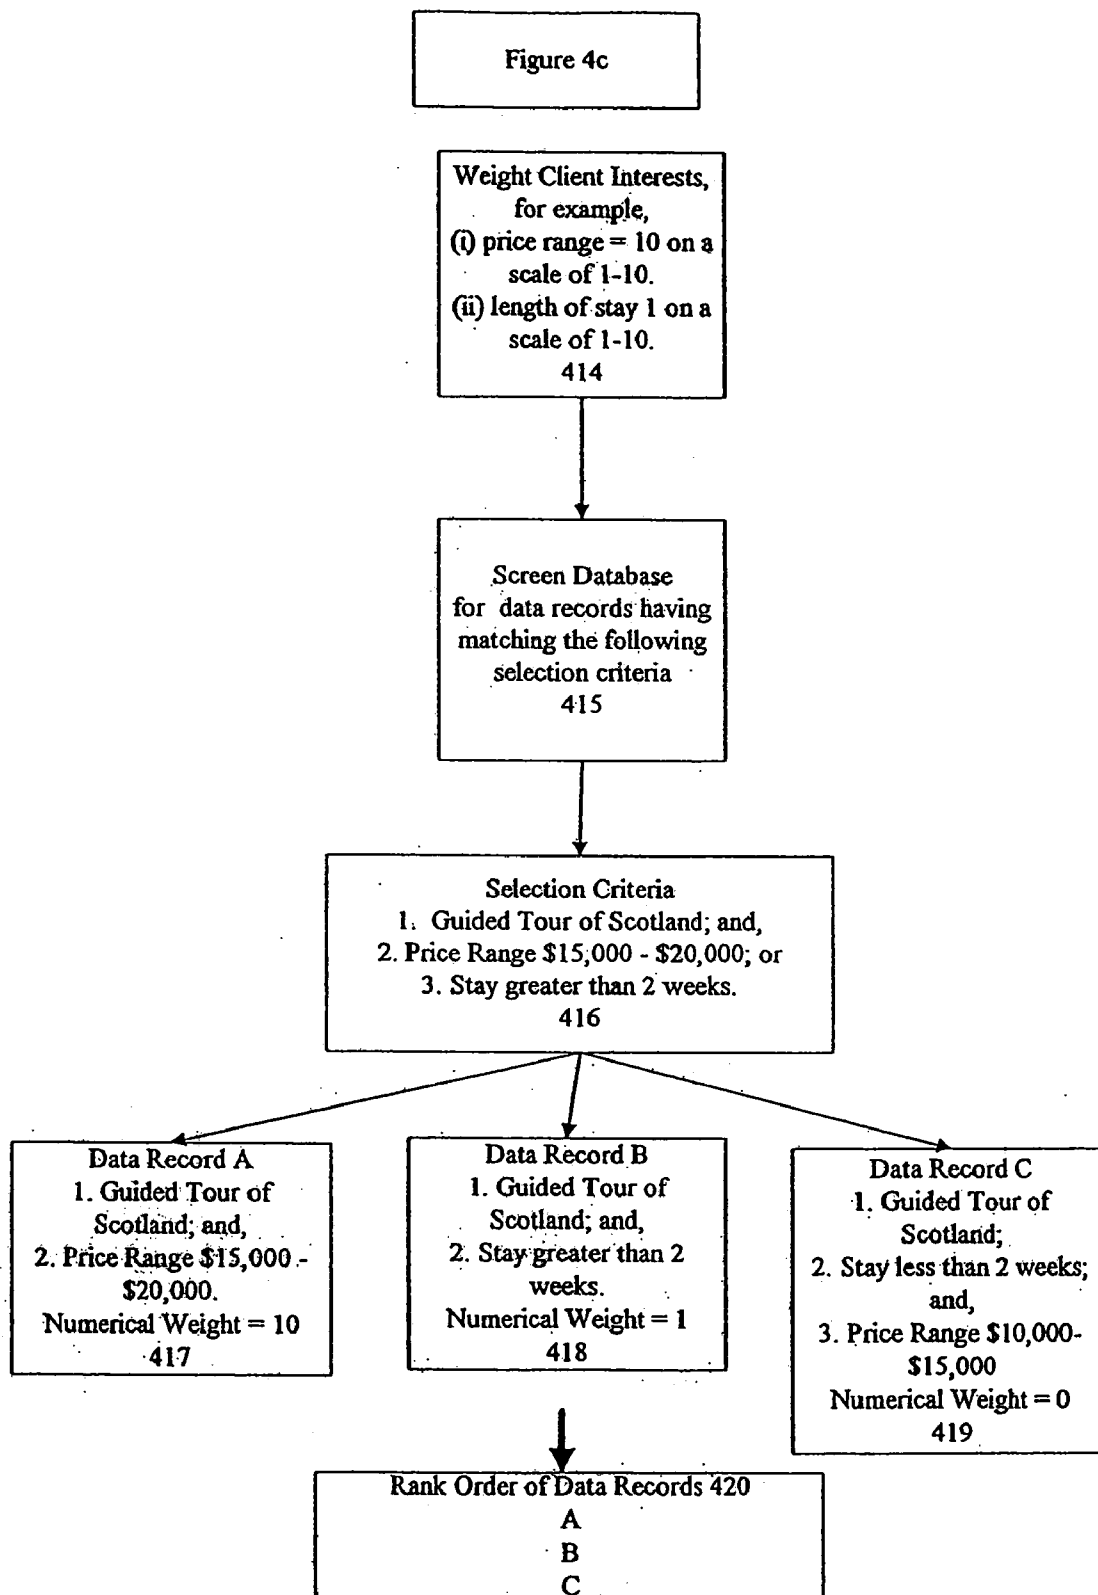 Figure 4c
Weight Client Interests,
for example,
(i) price range = 10 on a
scale of 1-10.
(ii) length of stay 1 on a
scale of 1-10.
414
Screen Database
for data records having
matching the following
selection criteria
415
Selection Criteria
1. Guided Tour of Scotland; and,
2. Price Range $15,000 - $20,000; or
3. Stay greater than 2 weeks.
416
Data Record A
1. Guided Tour of
Scotland; and,
2. Price Range $15,000 -
$20,000.
Numerical Weight = 10
417
Data Record B
1. Guided Tour of
Scotland; and,
2. Stay greater than 2
weeks.
Numerical Weight = 1
418
Data Record C
1. Guided Tour of
Scotland;
2. Stay less than 2 weeks;
and,
3. Price Range $10,000-
$15,000
Numerical Weight = 0
419
Rank Order of Data Records 420
A
B
C